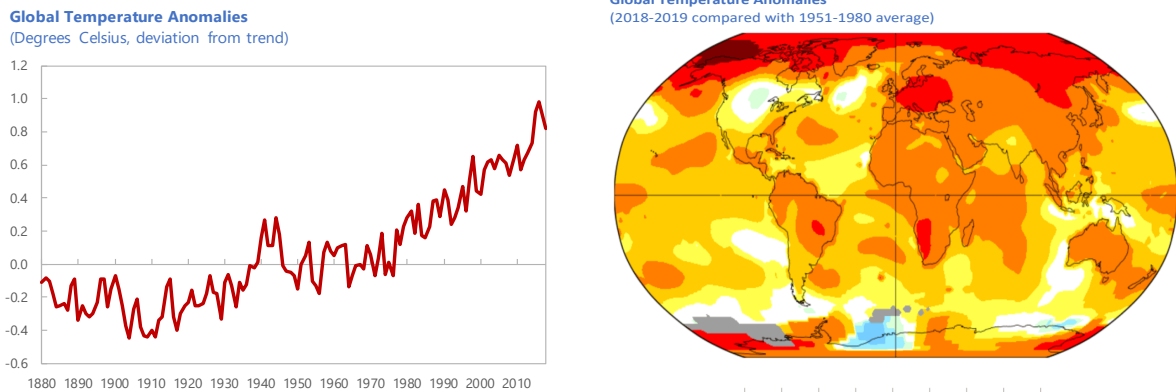 Global Temperature Anomalies
(Degrees Celsius, deviation from trend)
1.2
1.0
0.8
0.6
0.4
0.2
0.0
-0.2
-0.4
-0.6
1880 1890 1900 1910 1920 1930 1940 1950 1960 1970 1980 1990 2000 2010
Global Temperature Anomalies
(2018-2019 compared with 1951-1980 average)